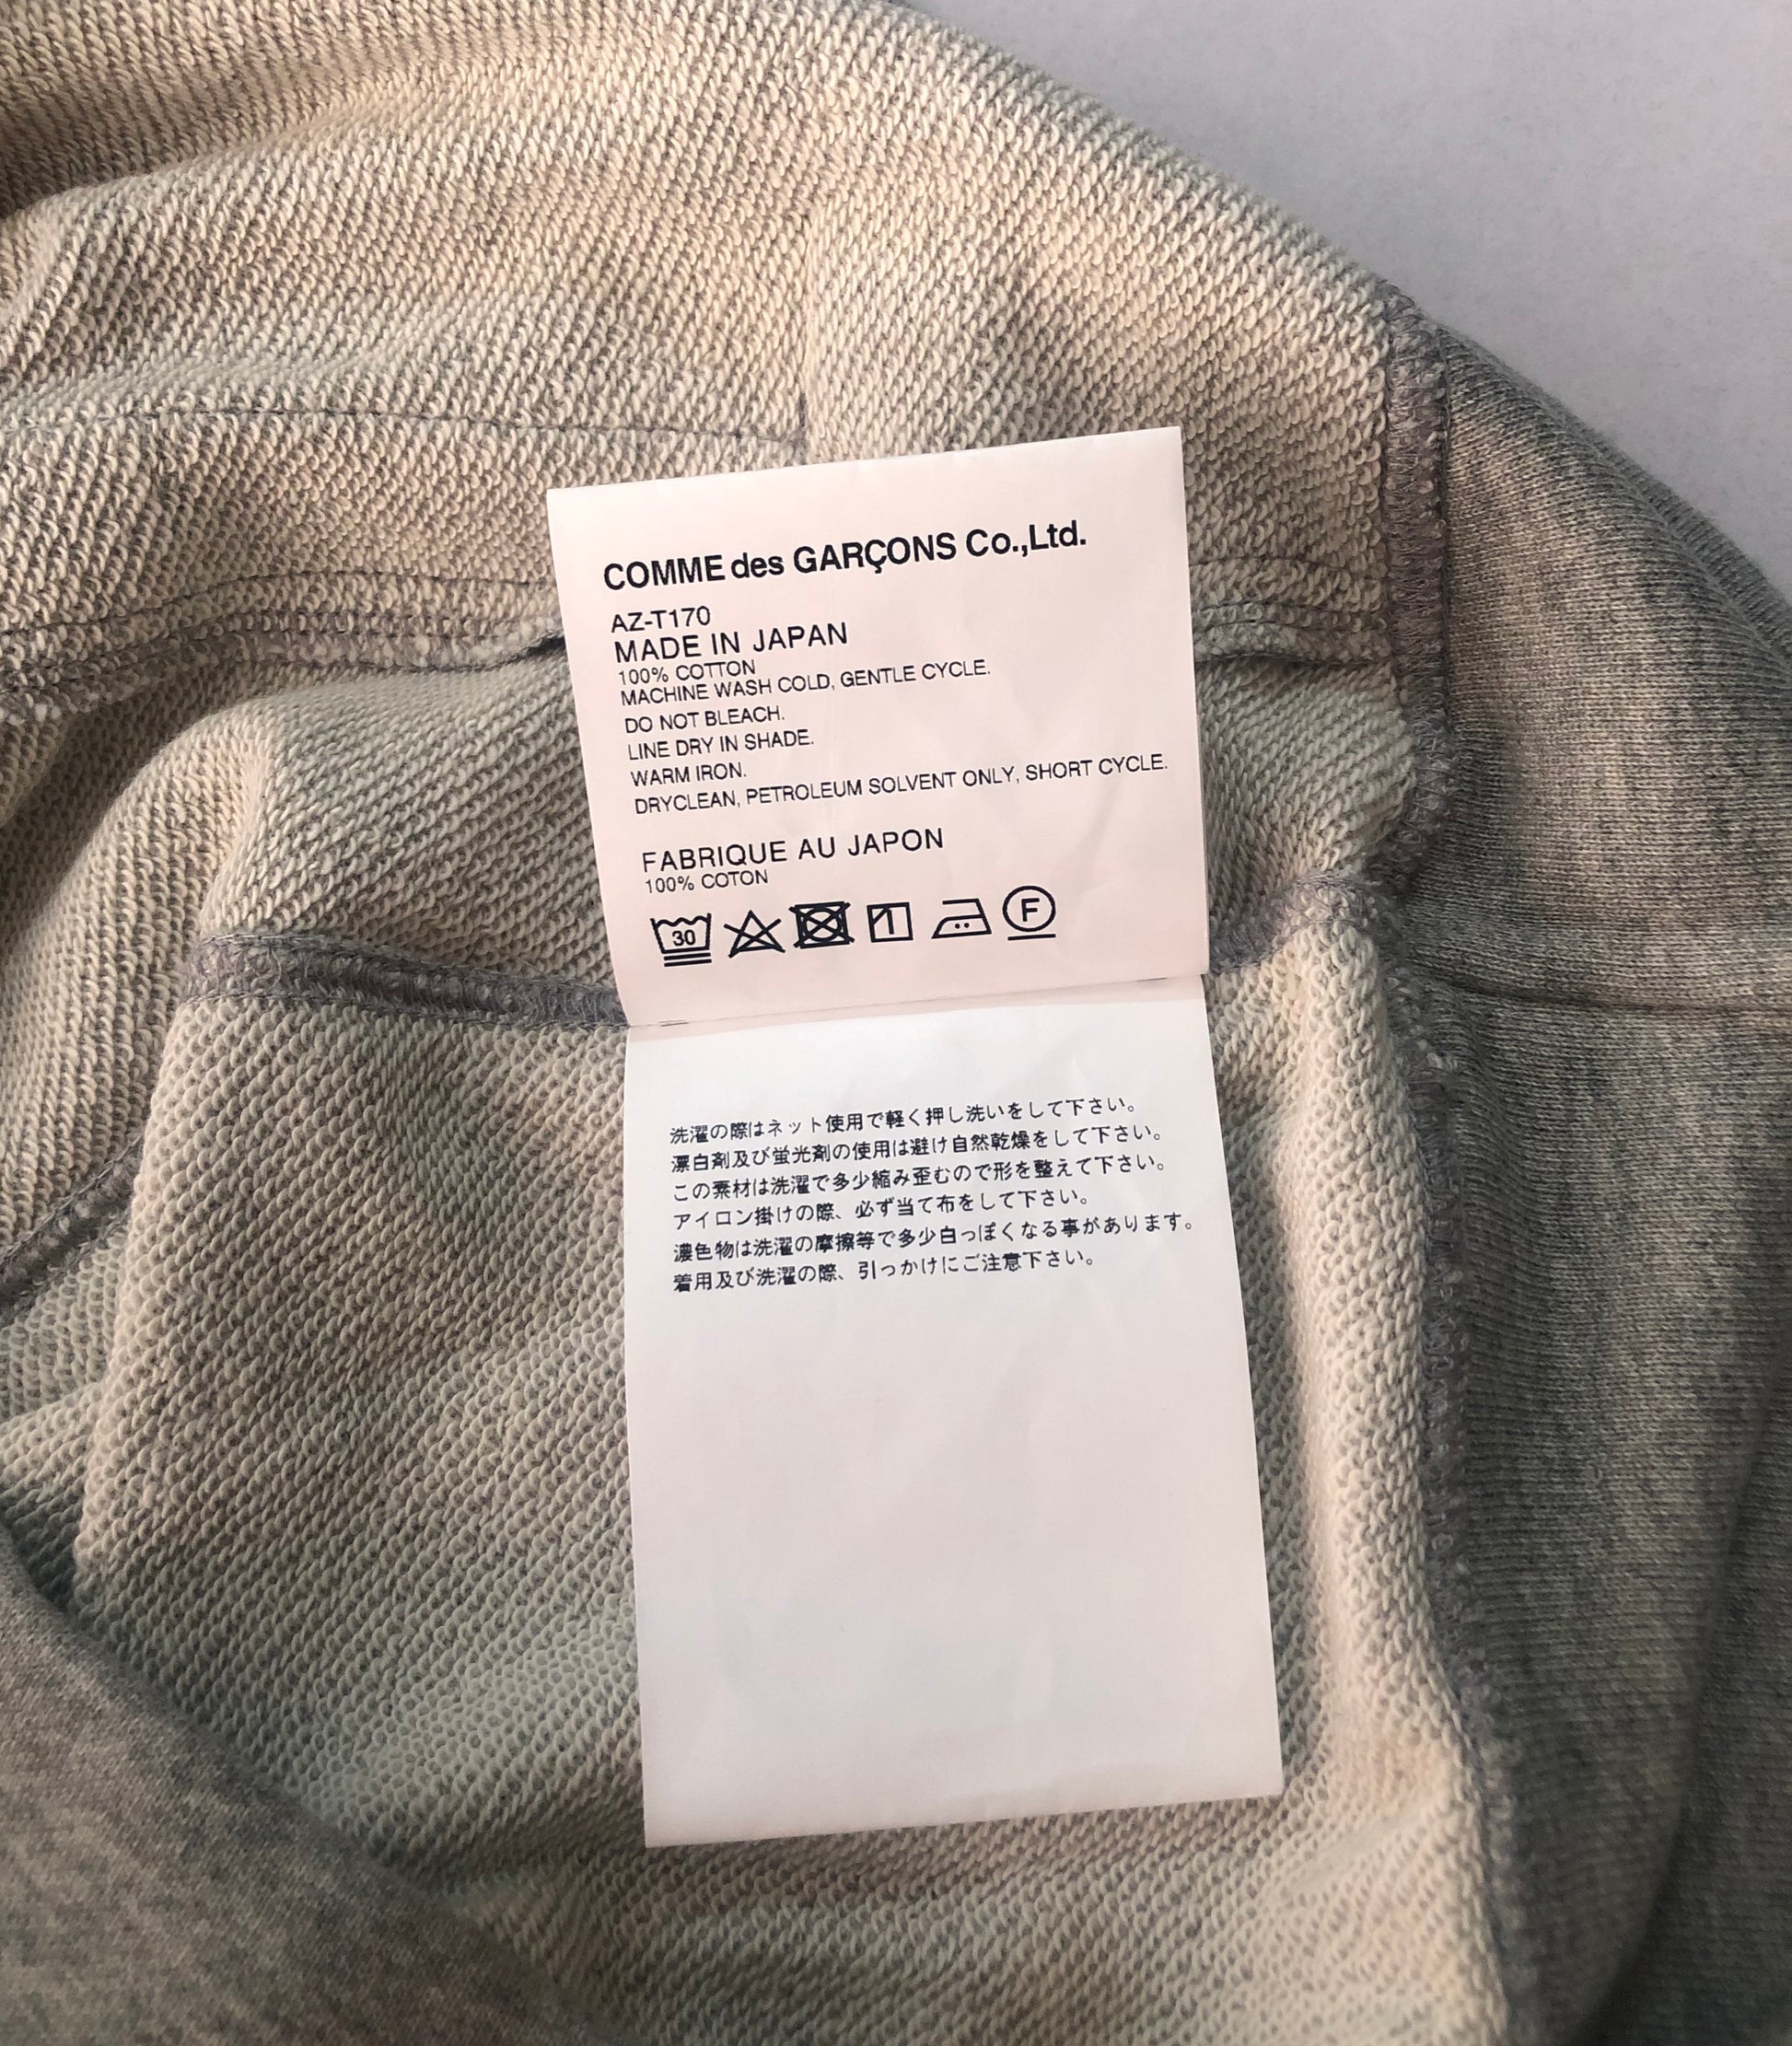 COMME des GARÇONS Co.,Ltd.
AZ-T170
MADE IN JAPAN
100% COTTON
MACHINE WASH COLD, GENTLE CYCLE.
DO NOT BLEACH.
LINE DRY IN SHADE.
WARM IRON.
DRYCLEAN, PETROLEUM SOLVENT ONLY, SHORT CYCLE.
FABRIQUE AU JAPON
100% COTON
30 F
洗濯の際はネット使用で軽く押し洗いをして下さい。
漂白剤及び蛍光剤の使用は避け自然乾燥をして下さい。
この素材は洗濯で多少縮み歪むので形を整えて下さい。
アイロン掛けの際、必ず当て布をして下さい。
濃色物は洗濯の摩擦等で多少白っぽくなる事があります。
着用及び洗濯の際、引っかけにご注意下さい。